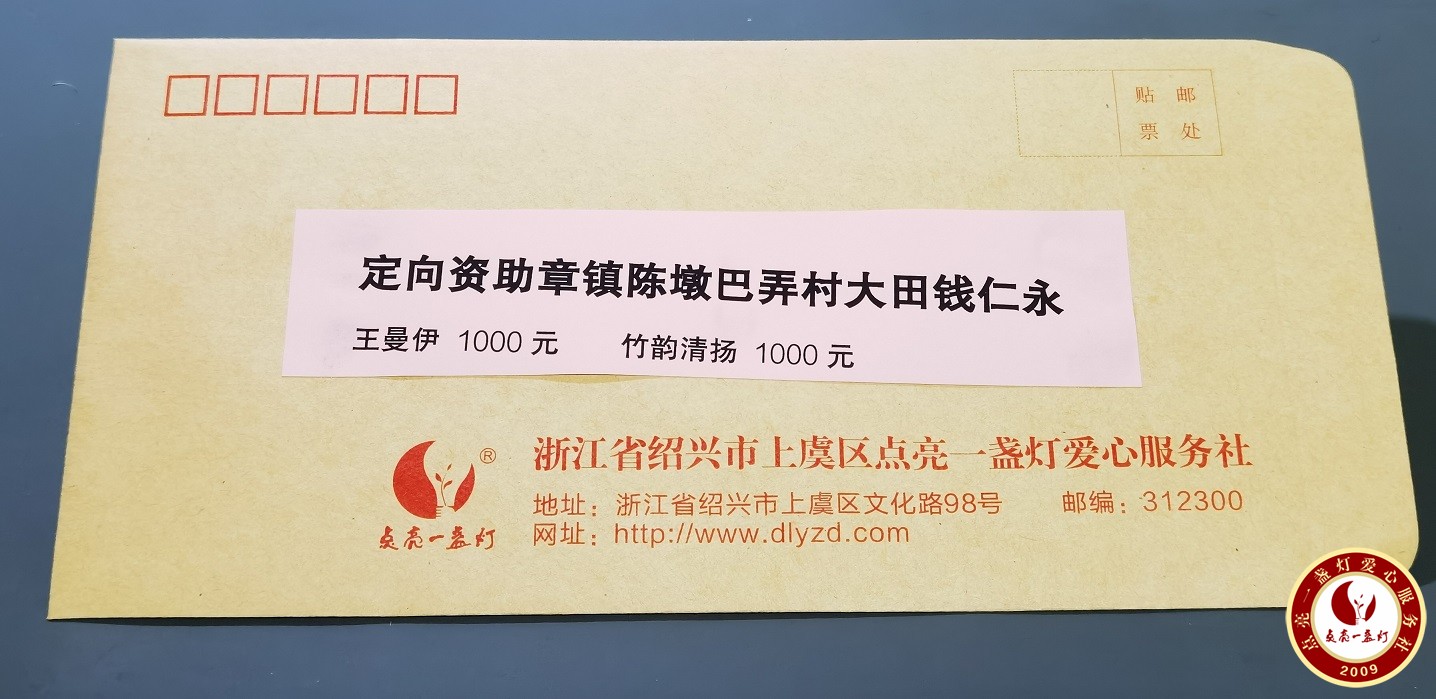 贴 邮
票 处
定向资助章镇陈墩巴弄村大田钱仁永
王曼伊 1000 元 竹韵清扬 1000 元
®
点亮一盏灯
浙江省绍兴市上虞区点亮一盏灯爱心服务社
地址：浙江省绍兴市上虞区文化路98号 邮编：312300
网址：http://www.dlyzd.com
点亮一盏灯爱心服务社
点亮一盏灯
2009